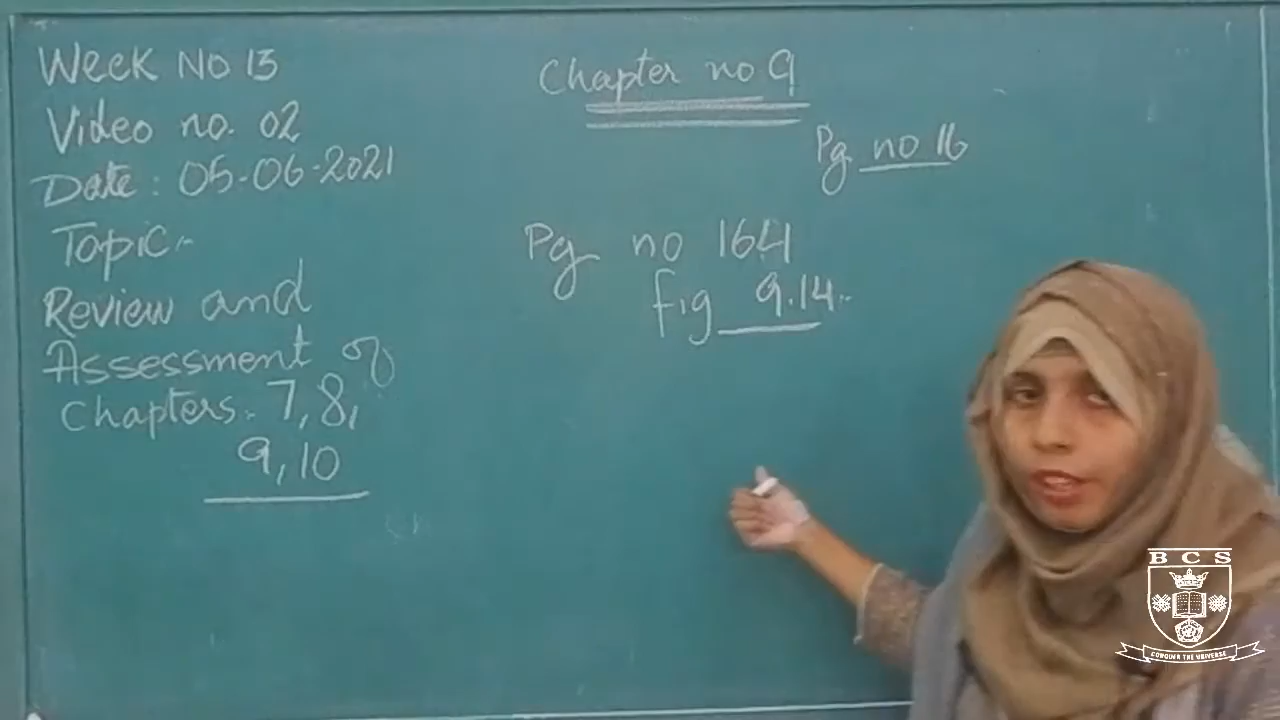 Week No 13
Video no. 02
Date: 05-06-2021
Topic:-
Review and
Assessment of
Chapters:- 7,8,
9,10
Chapter no 9
Pg no 16
Pg no 164
fig 9.14:-
BCS
CONQUER THE UNIVERSE